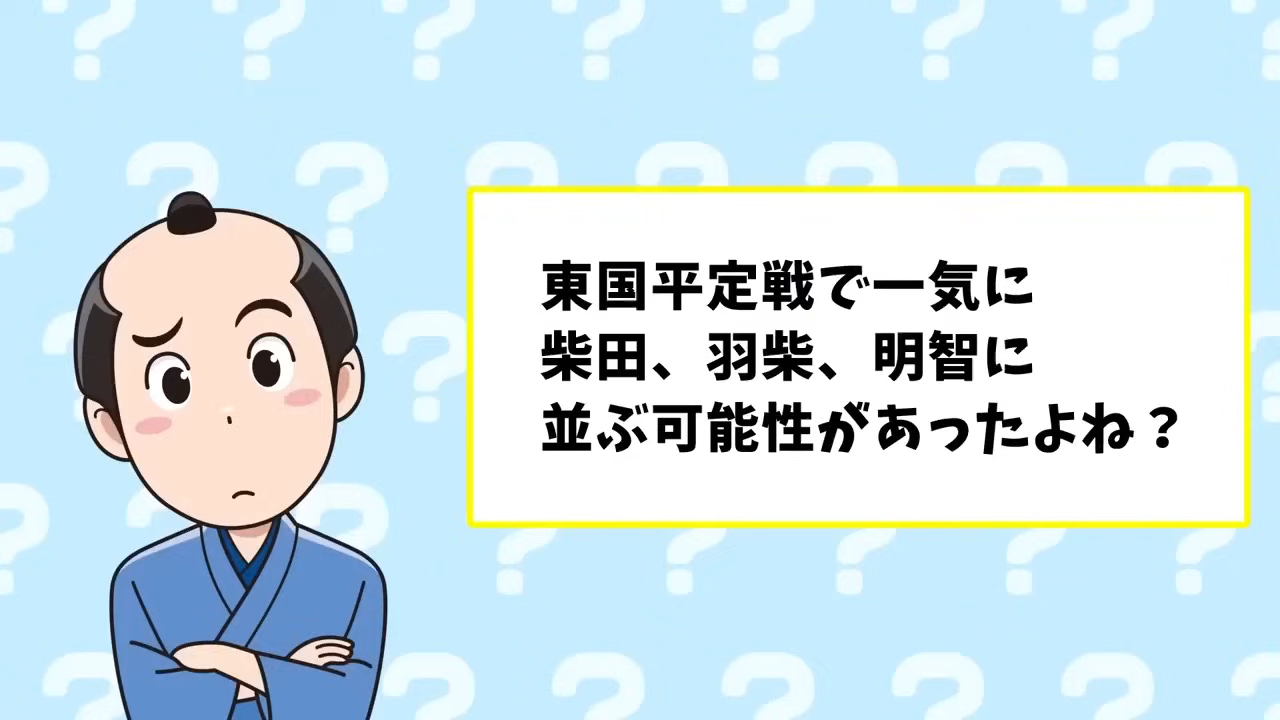 東国平定戦で一気に
柴田、羽柴、明智に
並ぶ可能性があったよね？